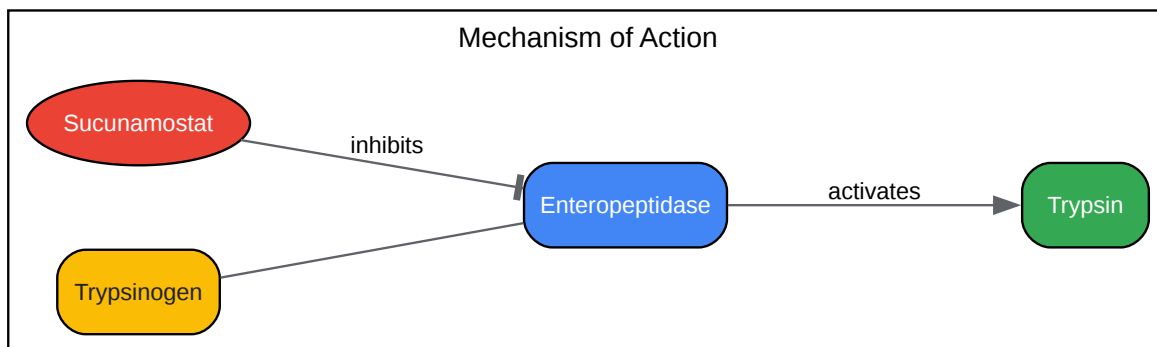 Mechanism of Action
Sucunamostat
inhibits
Enteropeptidase
activates
Trypsin
Trypsinogen